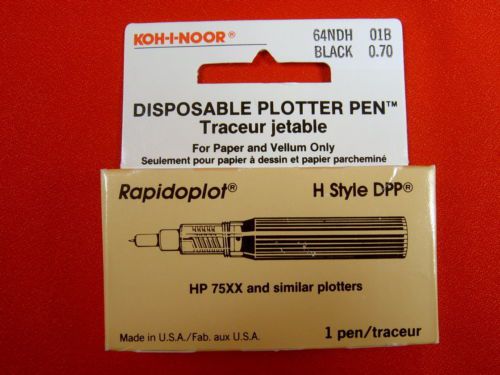 KOH-I-NOOR® 64NDH 01B
BLACK 0.70
DISPOSABLE PLOTTER PEN™
Traceur jetable
For Paper and Vellum Only
Seulement pour papier à dessin et papier parcheminé
Rapidoplot® H Style DPP®
HP 75XX and similar plotters
Made in U.S.A./Fab. aux U.S.A. 1 pen/traceur